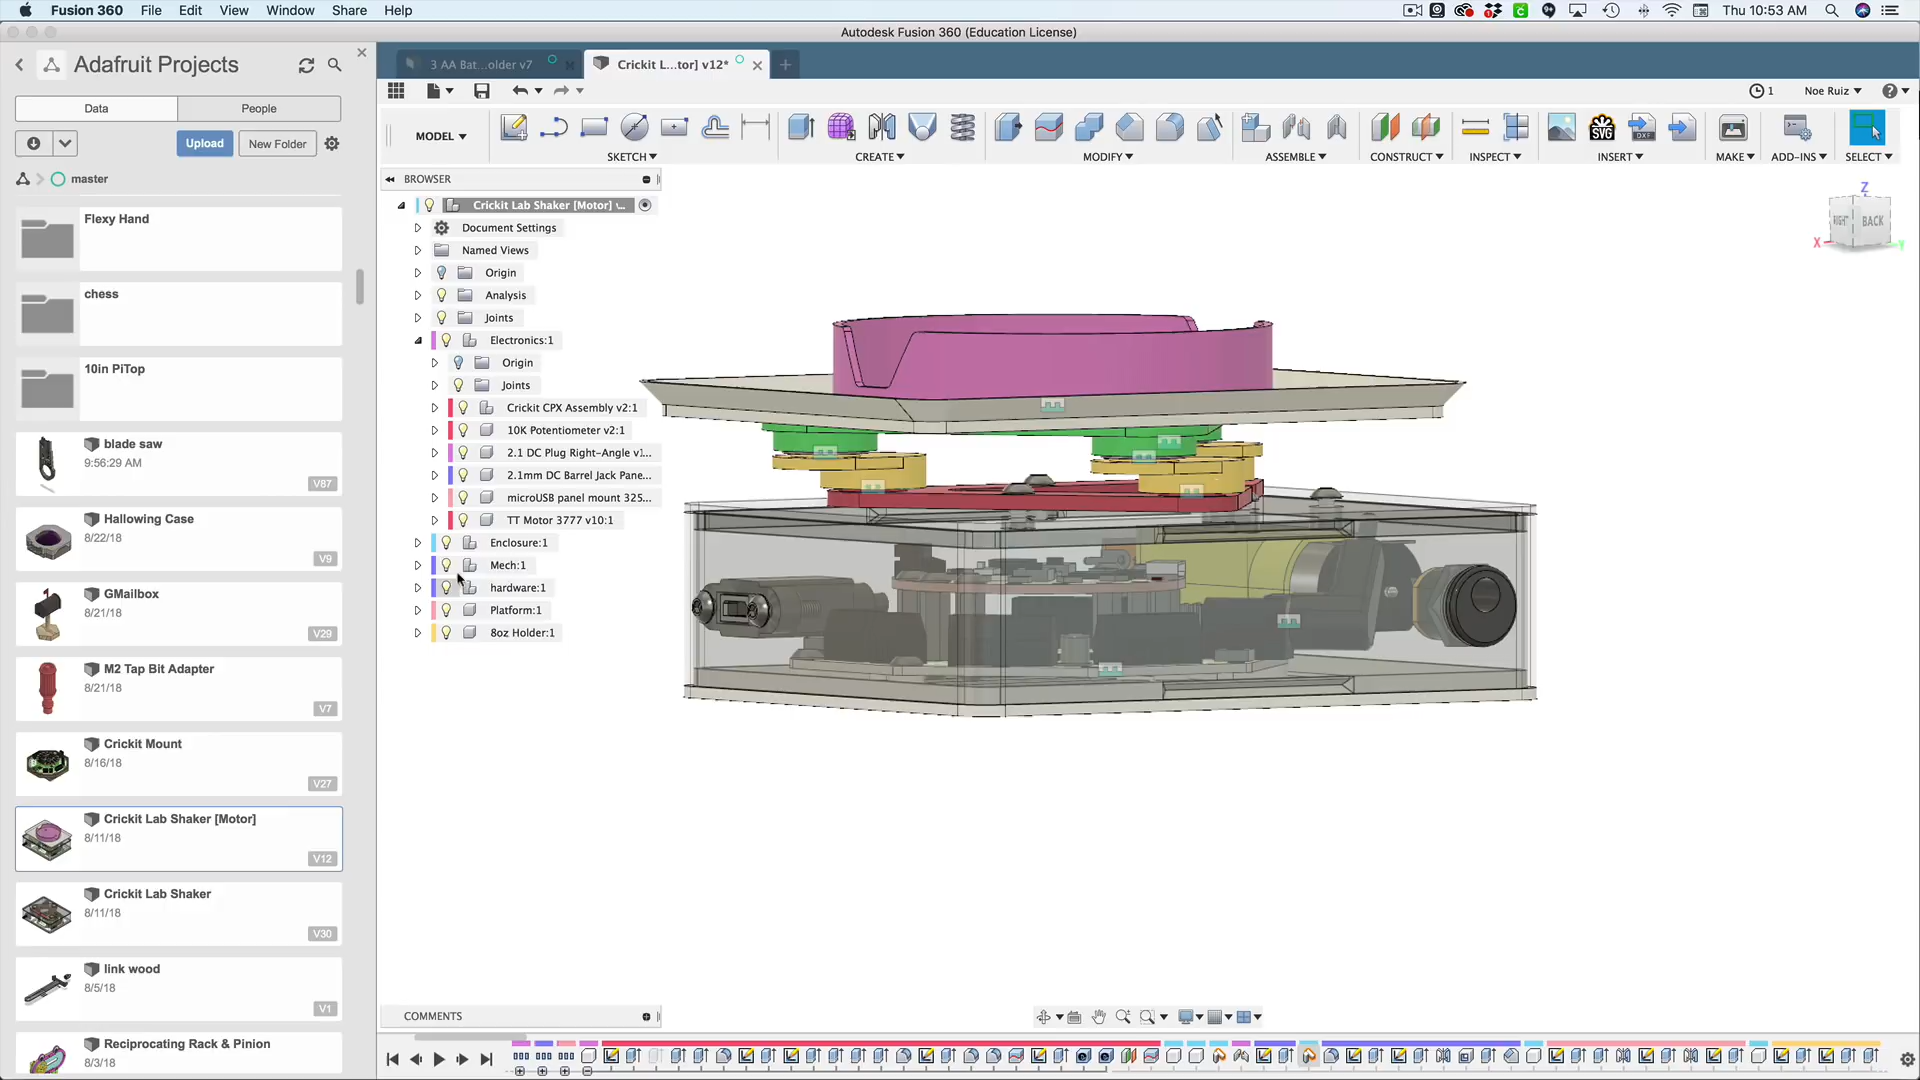 Fusion 360 File Edit View Window Share Help Thu 10:53 AM
Autodesk Fusion 360 (Education License)
Adafruit Projects
Data People
Upload New Folder
master
Flexy Hand
chess
10in PiTop
blade saw
9:56:29 AM
V87
Hallowing Case
8/22/18
V9
GMailbox
8/21/18
V29
M2 Tap Bit Adapter
8/21/18
V7
Crickit Mount
8/16/18
V27
Crickit Lab Shaker [Motor]
8/11/18
V12
Crickit Lab Shaker
8/11/18
V30
link wood
8/5/18
V1
Reciprocating Rack & Pinion
8/3/18
3 AA Bat...older v7
Crickit L...tor] v12*
1 Noe Ruiz
MODEL
SKETCH CREATE MODIFY ASSEMBLE CONSTRUCT INSPECT INSERT MAKE ADD-INS SELECT
SVG
DXF
BROWSER
Crickit Lab Shaker [Motor] v...
Document Settings
Named Views
Origin
Analysis
Joints
Electronics:1
Origin
Joints
Crickit CPX Assembly v2:1
10K Potentiometer v2:1
2.1 DC Plug Right-Angle v1...
2.1mm DC Barrel Jack Pane...
microUSB panel mount 325...
TT Motor 3777 v10:1
Enclosure:1
Mech:1
hardware:1
Platform:1
8oz Holder:1
Z
RIGHT BACK
X Y
COMMENTS